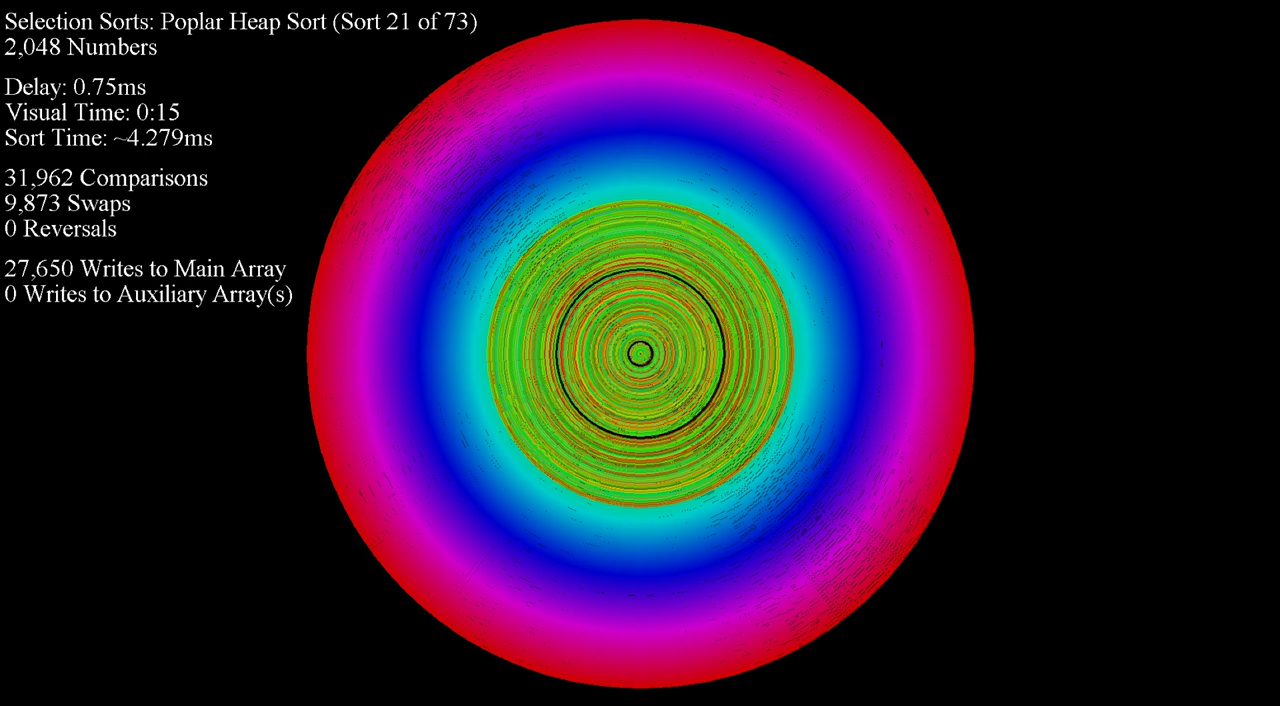 Selection Sorts: Poplar Heap Sort (Sort 21 of 73)
2,048 Numbers
Delay: 0.75ms
Visual Time: 0:15
Sort Time: ~4.279ms
31,962 Comparisons
9,873 Swaps
0 Reversals
27,650 Writes to Main Array
0 Writes to Auxiliary Array(s)